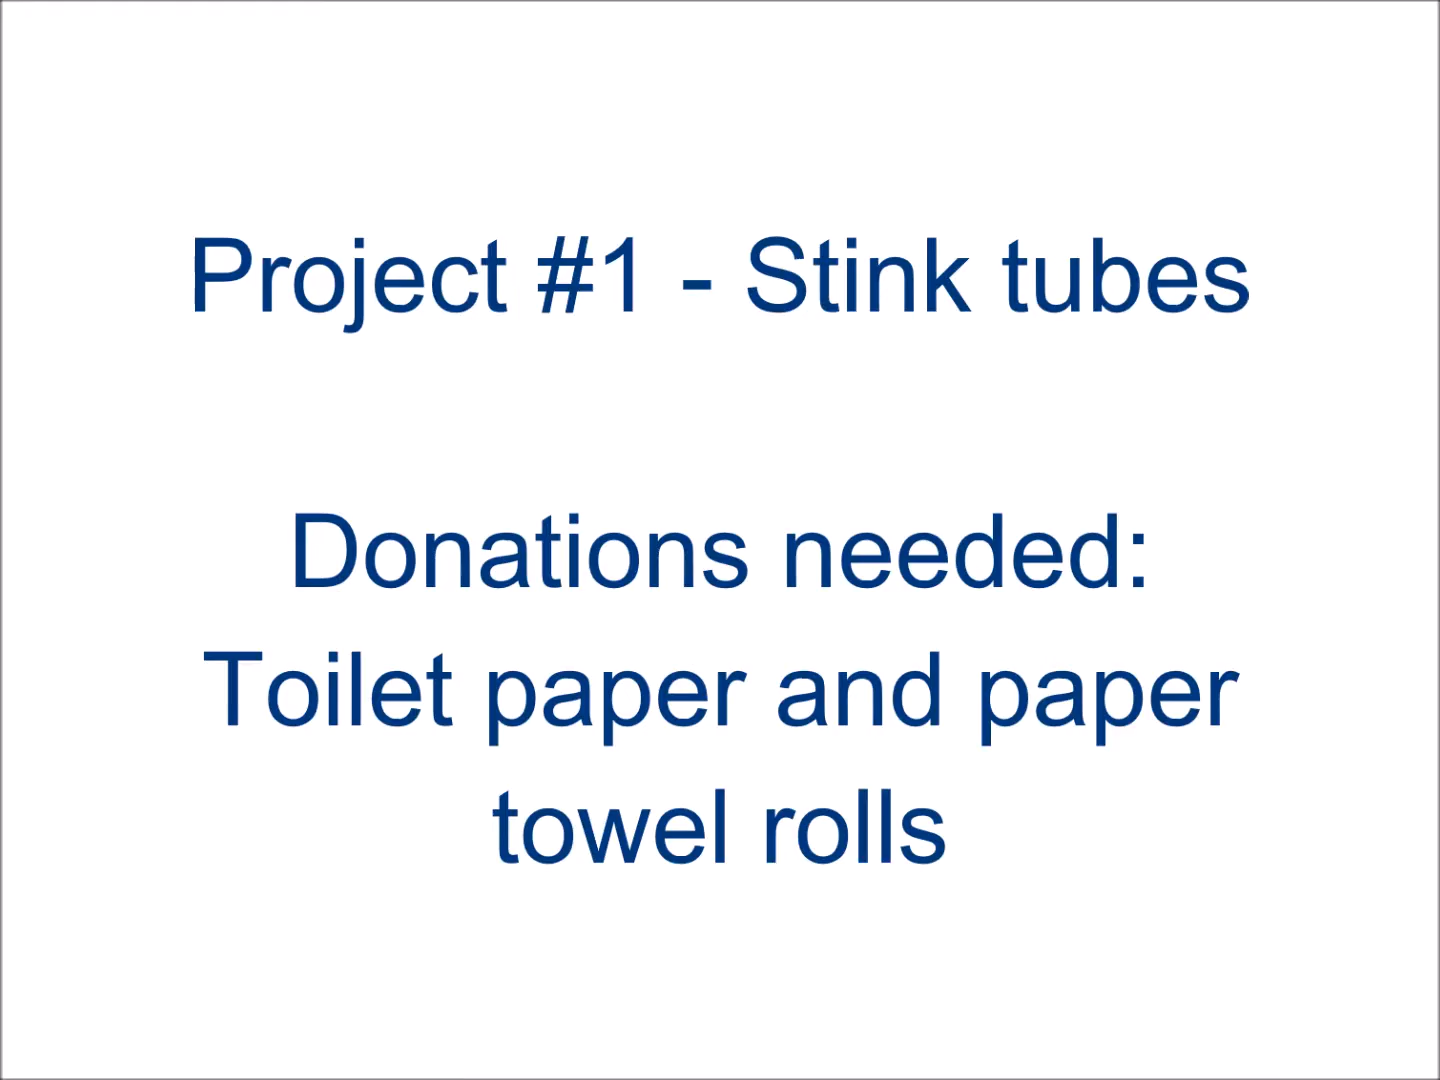 Project #1 - Stink tubes
Donations needed:
Toilet paper and paper
towel rolls